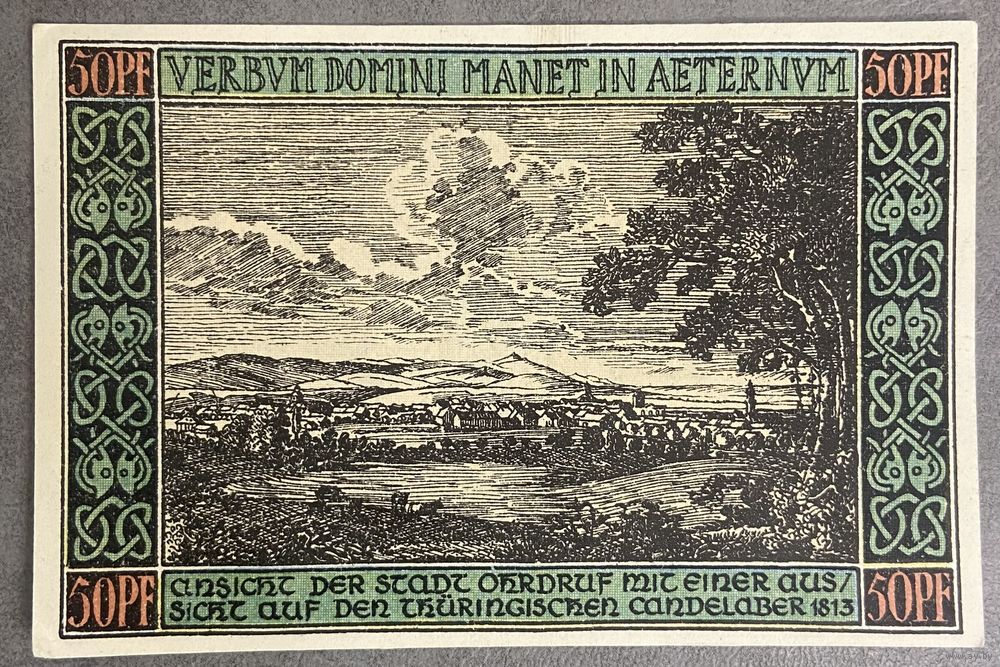 50PF VERBVM DOMINI MANET IN AETERNVM 50PF
50PF ANSICHT DER STADT OHRDRUF MIT EINER AUS/ 50PF
SICHT AUF DEN THÜRINGISCHEN CANDELABER 1813